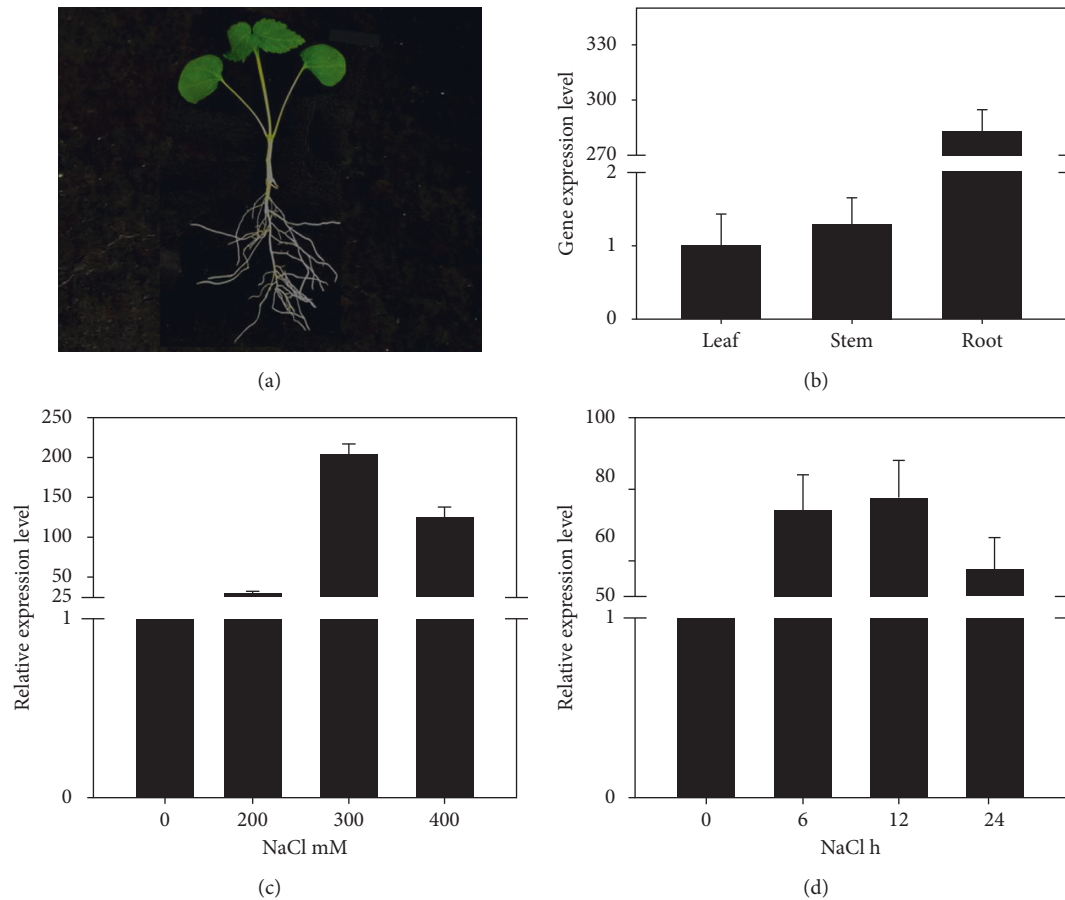 (a)
Gene expression level
330
300
270
2
1
0
Leaf Stem Root
(b)
Relative expression level
250
200
150
100
50
25
1
0
0 200 300 400
NaCl mM
(c)
Relative expression level
100
80
60
50
1
0
0 6 12 24
NaCl h
(d)